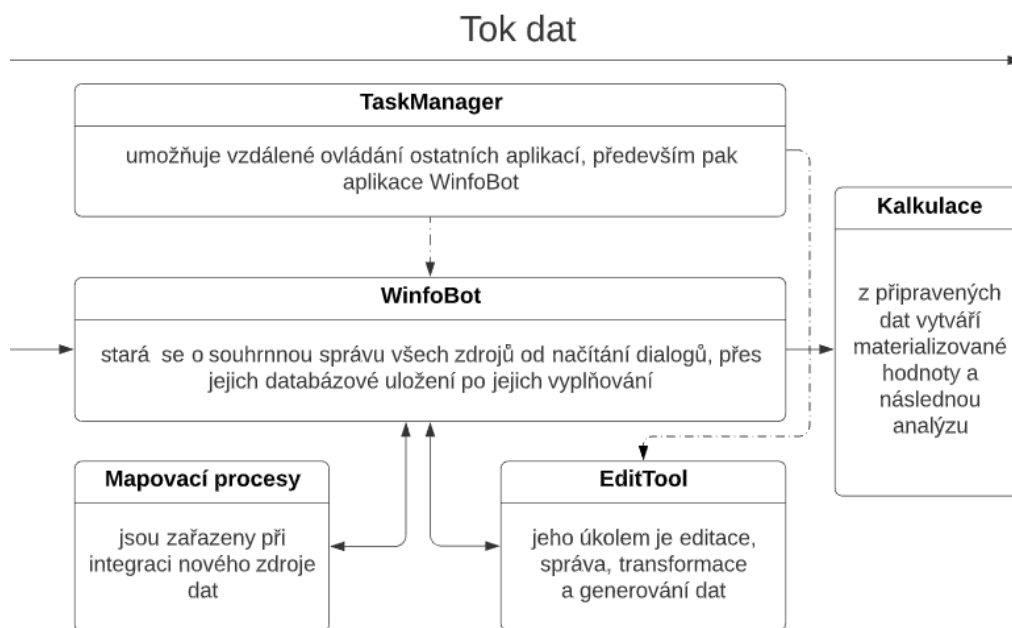 Tok dat
TaskManager
umožňuje vzdálené ovládání ostatních aplikací, především pak
aplikace WinfoBot
WinfoBot
stará se o souhrnnou správu všech zdrojů od načítání dialogů, přes
jejich databázové uložení po jejich vyplňování
Kalkulace
z připravených
dat vytváří
materializované
hodnoty a
následnou
analýzu
Mapovací procesy
jsou zařazeny při
integraci nového zdroje
dat
EditTool
jeho úkolem je editace,
správa, transformace
a generování dat